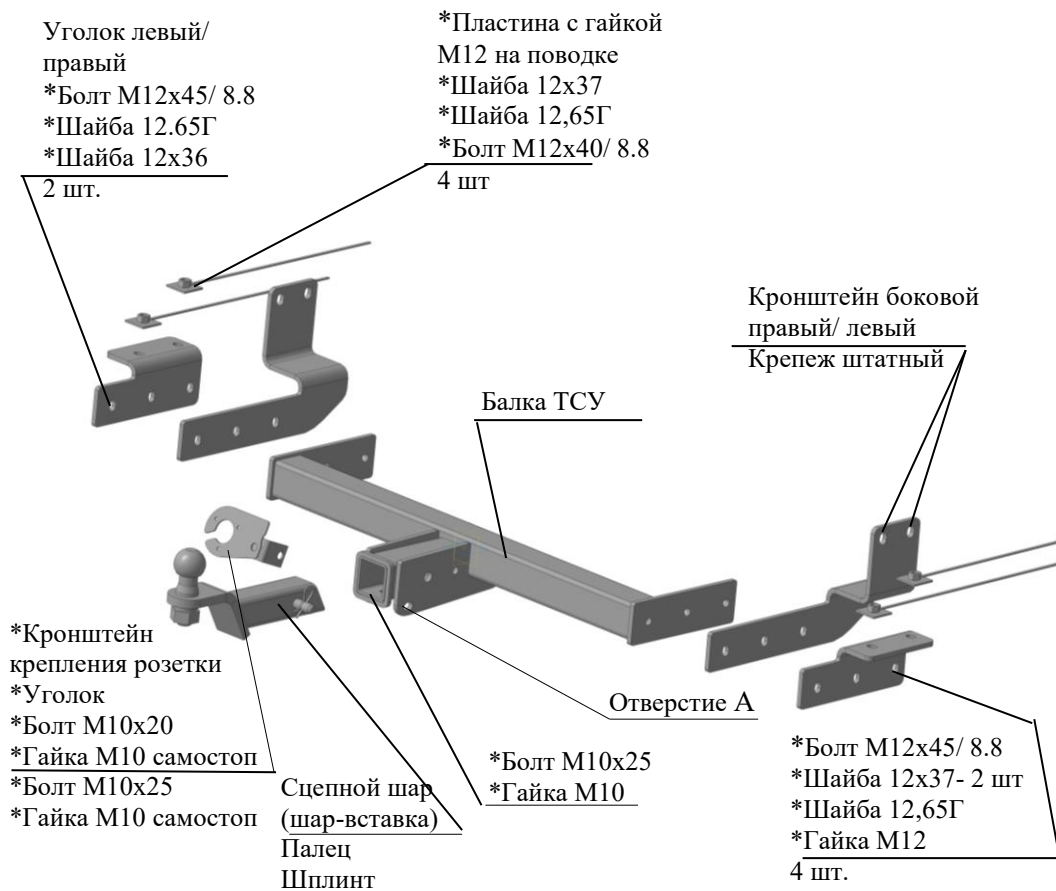 Уголок левый/
правый
*Болт М12х45/ 8.8
*Шайба 12.65Г
*Шайба 12х36
2 шт.
*Пластина с гайкой
М12 на поводке
*Шайба 12х37
*Шайба 12,65Г
*Болт М12х40/ 8.8
4 шт
Кронштейн боковой
правый/ левый
Крепеж штатный
Балка ТСУ
*Кронштейн
крепления розетки
*Уголок
*Болт М10х20
*Гайка М10 самостоп
*Болт М10х25
*Гайка М10 самостоп
Сцепной шар
(шар-вставка)
Палец
Шплинт
*Болт М10х25
*Гайка М10
Отверстие А
*Болт М12х45/ 8.8
*Шайба 12х37- 2 шт
*Шайба 12,65Г
*Гайка М12
4 шт.